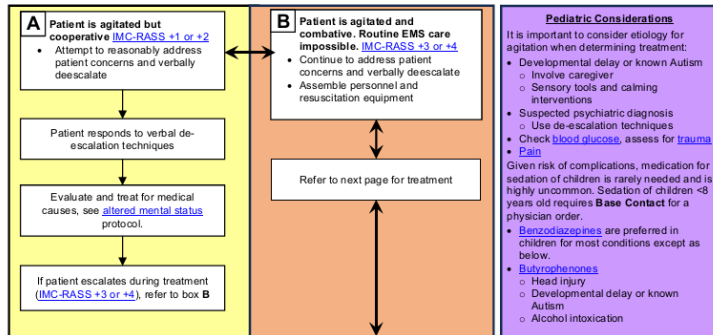 A
Patient is agitated but
cooperative IMC-RASS +1 or +2
• Attempt to reasonably address
patient concerns and verbally
deescalate
Patient responds to verbal de-
escalation techniques
Evaluate and treat for medical
causes, see altered mental status
protocol.
If patient escalates during treatment
(IMC-RASS +3 or +4), refer to box B
B
Patient is agitated and
combative. Routine EMS care
impossible. IMC-RASS +3 or +4
• Continue to address patient
concerns and verbally deescalate
• Assemble personnel and
resuscitation equipment
Refer to next page for treatment
Pediatric Considerations
It is important to consider etiology for
agitation when determining treatment:
• Developmental delay or known Autism
o Involve caregiver
o Sensory tools and calming
interventions
• Suspected psychiatric diagnosis
o Use de-escalation techniques
• Check blood glucose, assess for trauma
• Pain
Given risk of complications, medication for
sedation of children is rarely needed and is
highly uncommon. Sedation of children <8
years old requires Base Contact for a
physician order.
• Benzodiazepines are preferred in
children for most conditions except as
below.
• Butyrophenones
o Head injury
o Developmental delay or known
Autism
o Alcohol intoxication